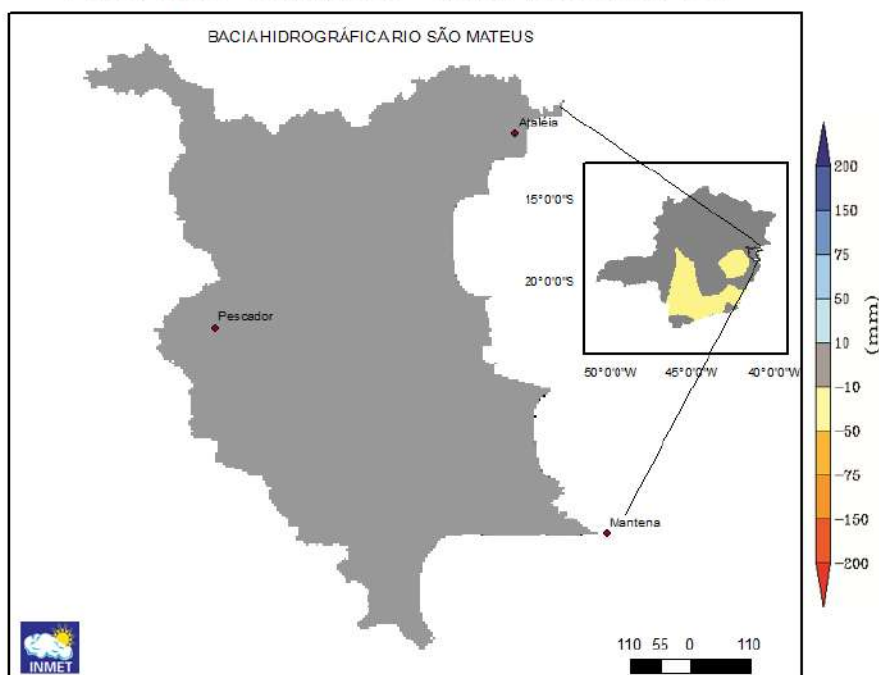 BACIA HIDROGRÁFICA RIO SÃO MATEUS
Ataléia
Pescador
Mantena
15°0'0"S
20°0'0"S
50°0'0"W
45°0'0"W
40°0'0"W
200
150
75
50
10
-10
-50
-75
-150
-200
(mm)
INMET
110 55 0 110